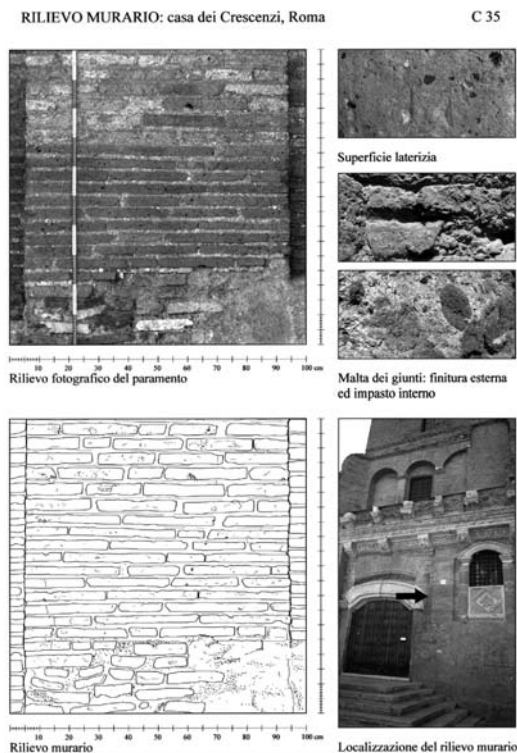 RILIEVO MURARIO: casa dei Crescenzi, Roma
C 35
Superficie laterizia
10 20 30 40 50 60 70 80 90 100 cm
Rilievo fotografico del paramento
Malta dei giunti: finitura esterna
ed impasto interno
10 20 30 40 50 60 70 80 90 100 cm
Rilievo murario
Localizzazione del rilievo murario